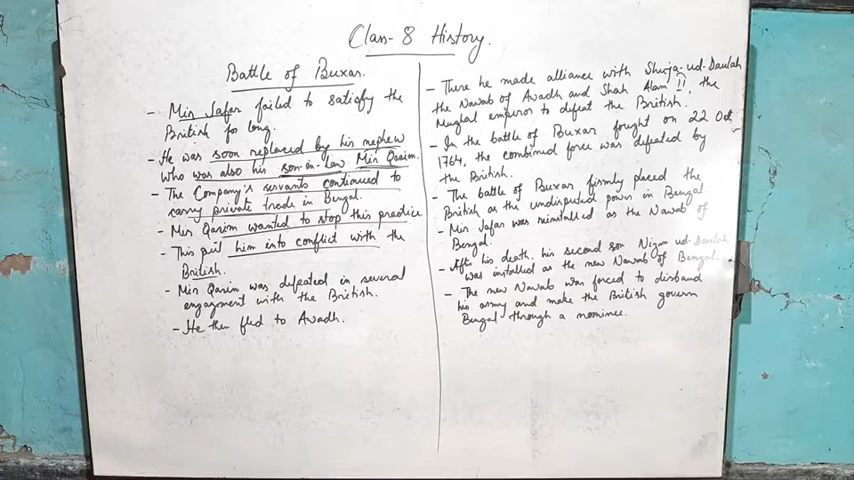 Class-8 History.
Battle of Buxar.
- Mir Jafar failed to satisfy the
British for long.
- He was soon replaced by his nephew
who was also his son-in-law Mir Qasim.
- The Company's servants continued to
carry private trade in Bengal.
- Mir Qasim wanted to stop this practice
- This put him into conflict with the
British.
- Mir Qasim was defeated in several
engagement with the British.
- He then fled to Avadh.
- There he made alliance with Shuja-ud-Daulah
the Nawab of Avadh and Shah Alam II, the
Mughal emperor to defeat the British.
- In the battle of Buxar fought on 22 Oct,
1764, the combined force was defeated by
the British.
- The battle of Buxar firmly placed the
British as the undisputed power in Bengal.
- Mir Jafar was reinstalled as the Nawab of
Bengal.
- After his death, his second son Nizam ud-Daulah
was installed as the new Nawab of Bengal.
- The new Nawab was forced to disband
his army and make the British govern
Bengal through a nominee.